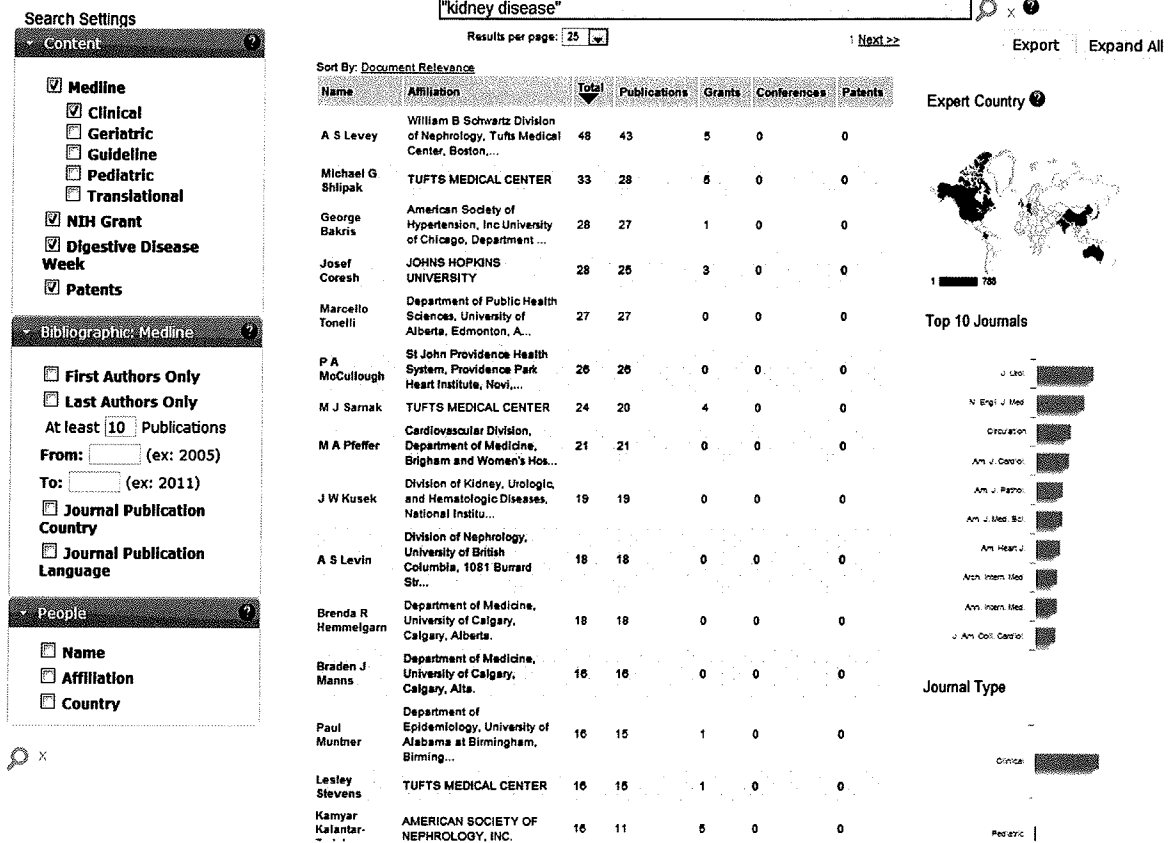 Search Settings
Content
Medline
Clinical
Geriatric
Guideline
Pediatric
Translational
NIH Grant
Digestive Disease
Week
Patents
Bibliographic: Medline
First Authors Only
Last Authors Only
At least 10 Publications
From: (ex: 2005)
To: (ex: 2011)
Journal Publication
Country
Journal Publication
Language
People
Name
Affiliation
Country
X
"kidney disease"
X
Results per page: 25
1 Next >>
Export Expand All
Sort By: Document Relevance
Name Affiliation Total Publications Grants Conferences Patents
A S Levey William B Schwartz Division
of Nephrology, Tufts Medical
Center, Boston,... 48 43 5 0 0
Michael G
Shlipak TUFTS MEDICAL CENTER 33 28 5 0 0
George
Bakris American Society of
Hypertension, Inc University
of Chicago, Department ... 28 27 1 0 0
Josef
Coresh JOHNS HOPKINS
UNIVERSITY 28 25 3 0 0
Marcello
Tonelli Department of Public Health
Sciences, University of
Alberta, Edmonton, A... 27 27 0 0 0
P A
McCullough St John Providence Health
System, Providence Park
Heart Institute, Novi,... 26 26 0 0 0
M J Sarnak TUFTS MEDICAL CENTER 24 20 4 0 0
M A Pfeffer Cardiovascular Division,
Department of Medicine,
Brigham and Women's Hos... 21 21 0 0 0
J W Kusek Division of Kidney, Urologic,
and Hematologic Diseases,
National Institu... 19 19 0 0 0
A S Levin Division of Nephrology,
University of British
Columbia, 1081 Burrard
Str... 18 18 0 0 0
Brenda R
Hemmelgarn Department of Medicine,
University of Calgary,
Calgary, Alberta. 18 18 0 0 0
Braden J
Manns Department of Medicine,
University of Calgary,
Calgary, Alta. 16 16 0 0 0
Paul
Muntner Department of
Epidemiology, University of
Alabama at Birmingham,
Birming... 16 15 1 0 0
Lesley
Stevens TUFTS MEDICAL CENTER 16 15 1 0 0
Kamyar
Kalantar- AMERICAN SOCIETY OF
NEPHROLOGY, INC. 16 11 5 0 0
Expert Country
1 785
Top 10 Journals
J. Urol.
N. Engl. J. Med.
Circulation
Am. J. Cardiol.
Am. J. Pathol.
Am. J. Med. Sci.
Am. Heart J.
Arch. Intern. Med.
Ann. Intern. Med.
J. Am. Coll. Cardiol.
Journal Type
Clinical
Pediatric